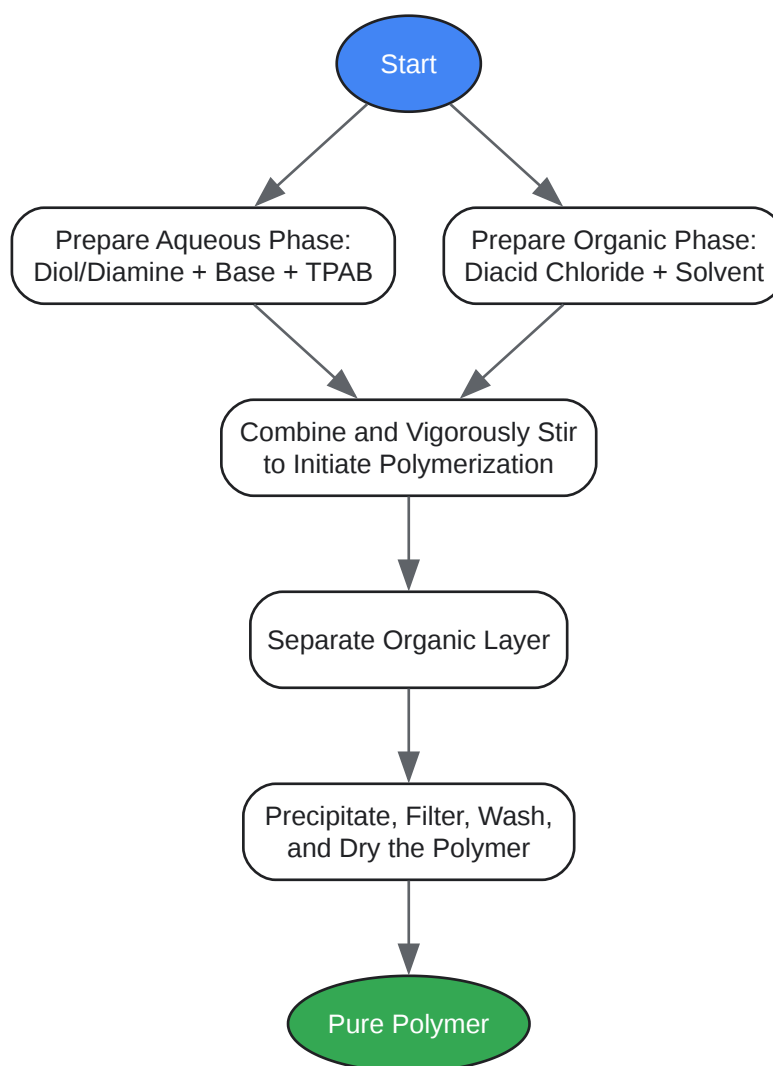 Start
Prepare Aqueous Phase:
Diol/Diamine + Base + TPAB
Prepare Organic Phase:
Diacid Chloride + Solvent
Combine and Vigorously Stir
to Initiate Polymerization
Separate Organic Layer
Precipitate, Filter, Wash,
and Dry the Polymer
Pure Polymer